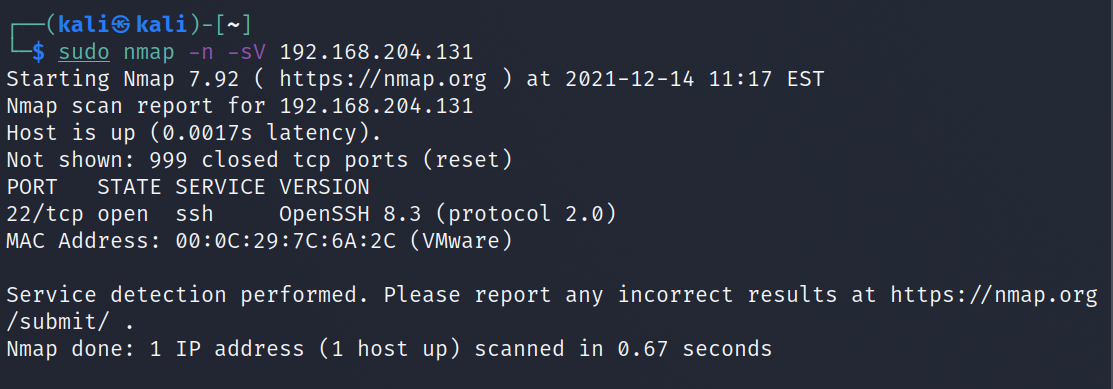 ┌──(kali㉿kali)-[~]
└─$ sudo nmap -n -sV 192.168.204.131
Starting Nmap 7.92 ( https://nmap.org ) at 2021-12-14 11:17 EST
Nmap scan report for 192.168.204.131
Host is up (0.0017s latency).
Not shown: 999 closed tcp ports (reset)
PORT   STATE SERVICE VERSION
22/tcp open  ssh     OpenSSH 8.3 (protocol 2.0)
MAC Address: 00:0C:29:7C:6A:2C (VMware)

Service detection performed. Please report any incorrect results at https://nmap.org
/submit/ .
Nmap done: 1 IP address (1 host up) scanned in 0.67 seconds